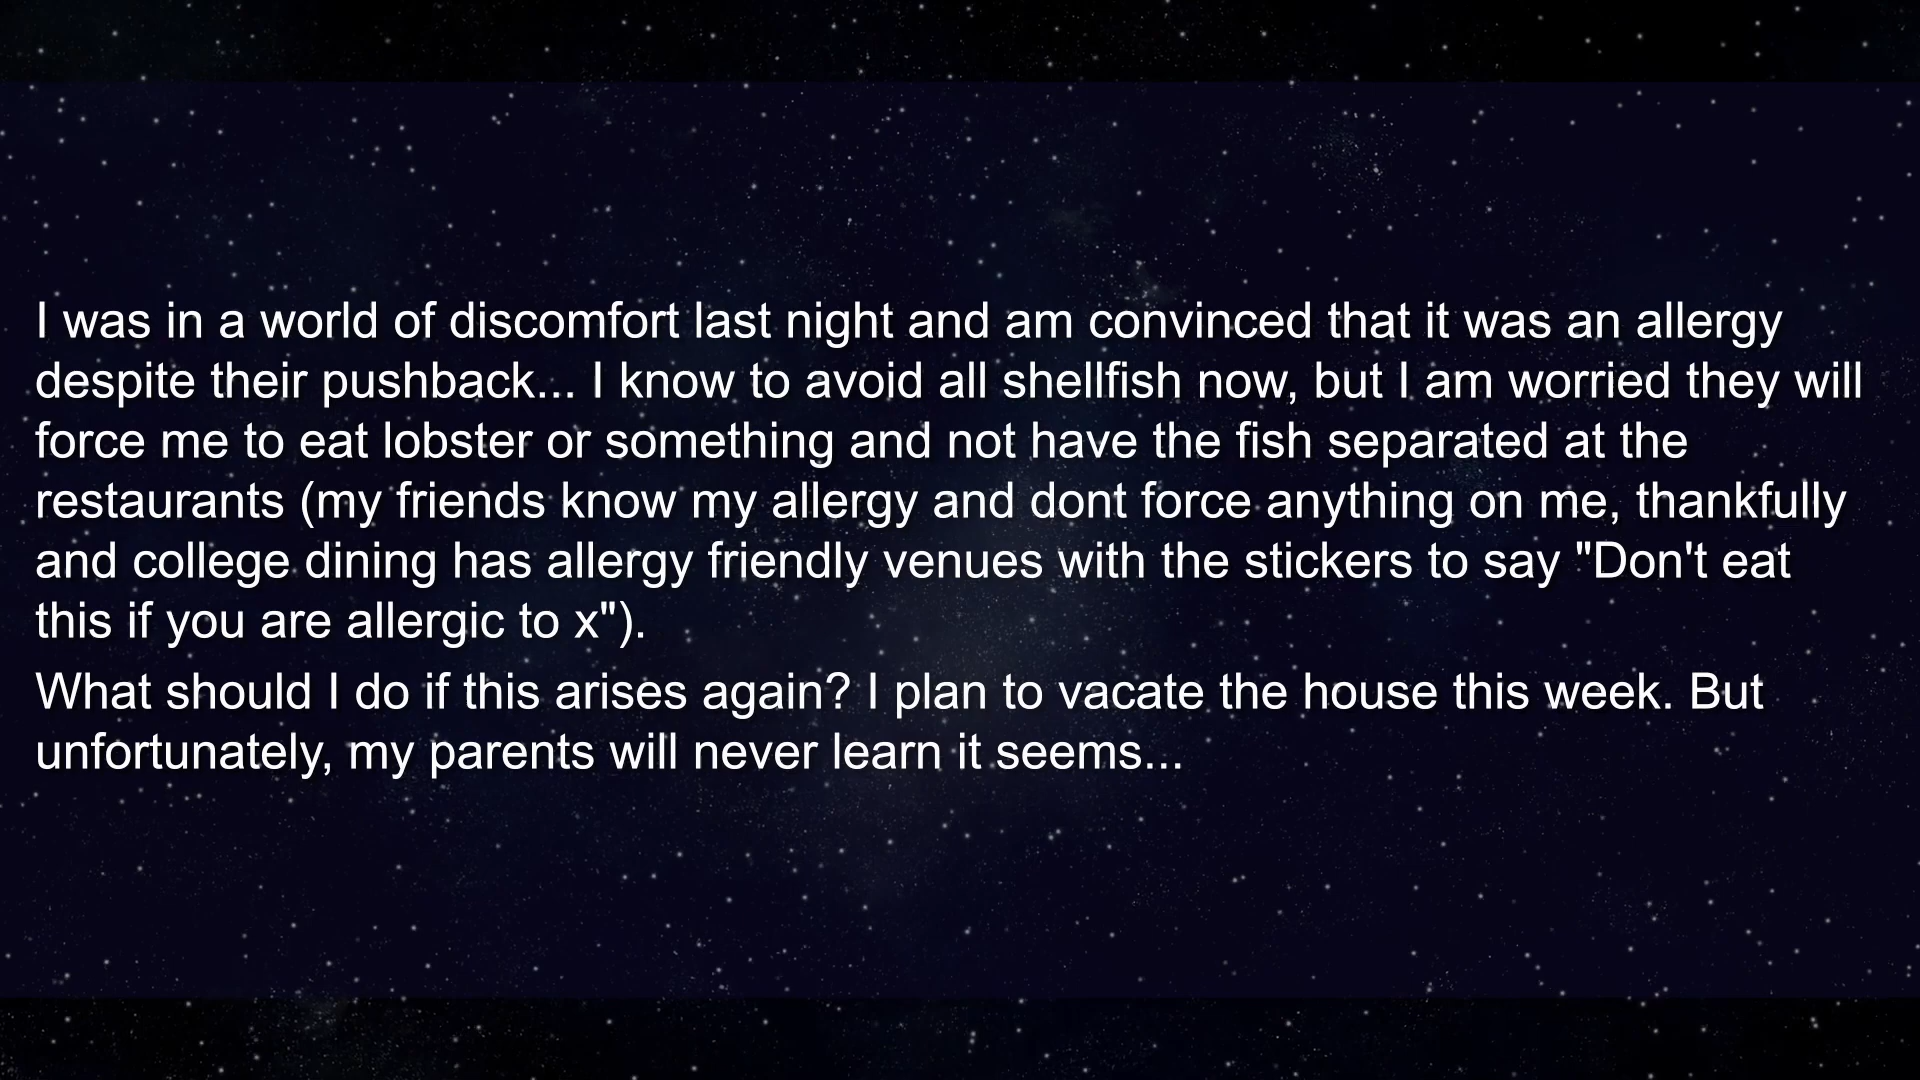 I was in a world of discomfort last night and am convinced that it was an allergy
despite their pushback... I know to avoid all shellfish now, but I am worried they will
force me to eat lobster or something and not have the fish separated at the
restaurants (my friends know my allergy and dont force anything on me, thankfully
and college dining has allergy friendly venues with the stickers to say "Don't eat
this if you are allergic to x").
What should I do if this arises again? I plan to vacate the house this week. But
unfortunately, my parents will never learn it seems...